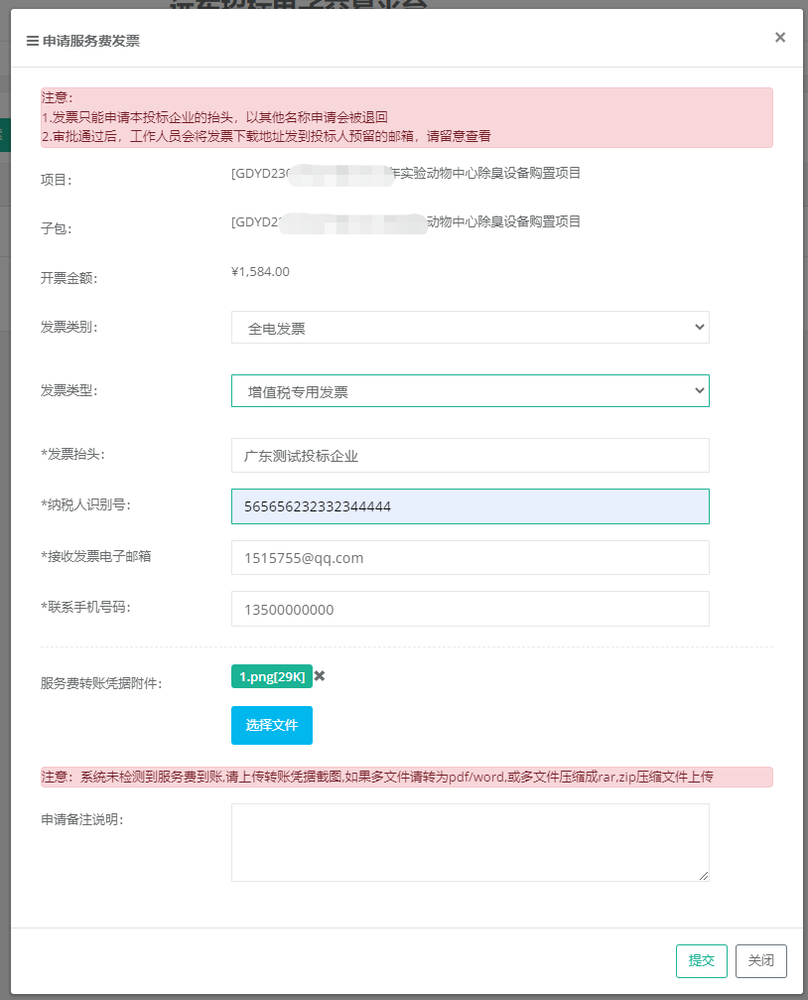 申请服务费发票
×
注意：
1.发票只能申请本投标企业的抬头，以其他名称申请会被退回
2.审批通过后，工作人员会将发票下载地址发到投标人预留的邮箱，请留意查看
项目：
[GDYD230 年实验动物中心除臭设备购置项目
子包：
[GDYD2 动物中心除臭设备购置项目
开票金额：
¥1,584.00
发票类别：
全电发票
发票类型：
增值税专用发票
*发票抬头：
广东测试投标企业
*纳税人识别号：
565656232332344444
*接收发票电子邮箱
1515755@qq.com
*联系手机号码：
13500000000
服务费转账凭据附件：
1.png[29K]
选择文件
注意：系统未检测到服务费到账,请上传转账凭据截图,如果多文件请转为pdf/word,或多文件压缩成rar,zip压缩文件上传
申请备注说明：
提交
关闭